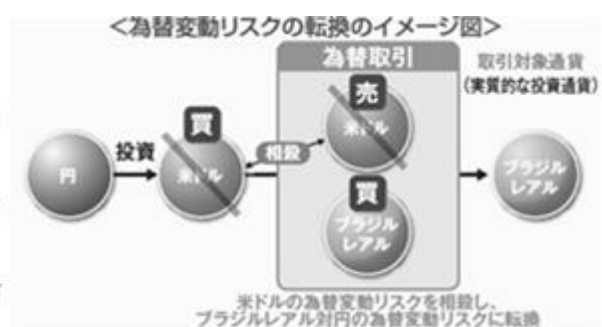 <為替変動リスクの転換のイメージ図>
為替取引
取引対象通貨
(実質的な投資通貨)
円
投資
買
米ドル
相殺
売
米ドル
買
ブラジル
レアル
ブラジル
レアル
米ドルの為替変動リスクを相殺し、
ブラジルレアル対円の為替変動リスクに転換